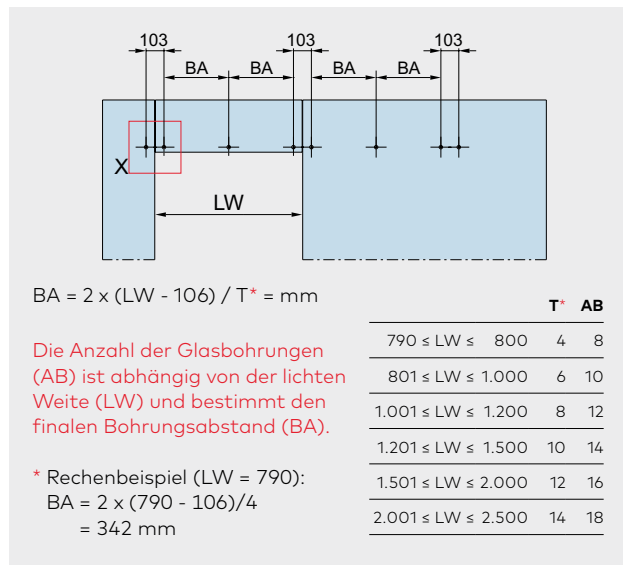 103 103 103
BA BA BA BA
X
LW
BA = 2 x (LW - 106) / T* = mm
Die Anzahl der Glasbohrungen
(AB) ist abhängig von der lichten
Weite (LW) und bestimmt den
finalen Bohrungsabstand (BA).
* Rechenbeispiel (LW = 790):
BA = 2 x (790 - 106)/4
= 342 mm
T* AB
790 ≤ LW ≤ 800 4 8
801 ≤ LW ≤ 1.000 6 10
1.001 ≤ LW ≤ 1.200 8 12
1.201 ≤ LW ≤ 1.500 10 14
1.501 ≤ LW ≤ 2.000 12 16
2.001 ≤ LW ≤ 2.500 14 18